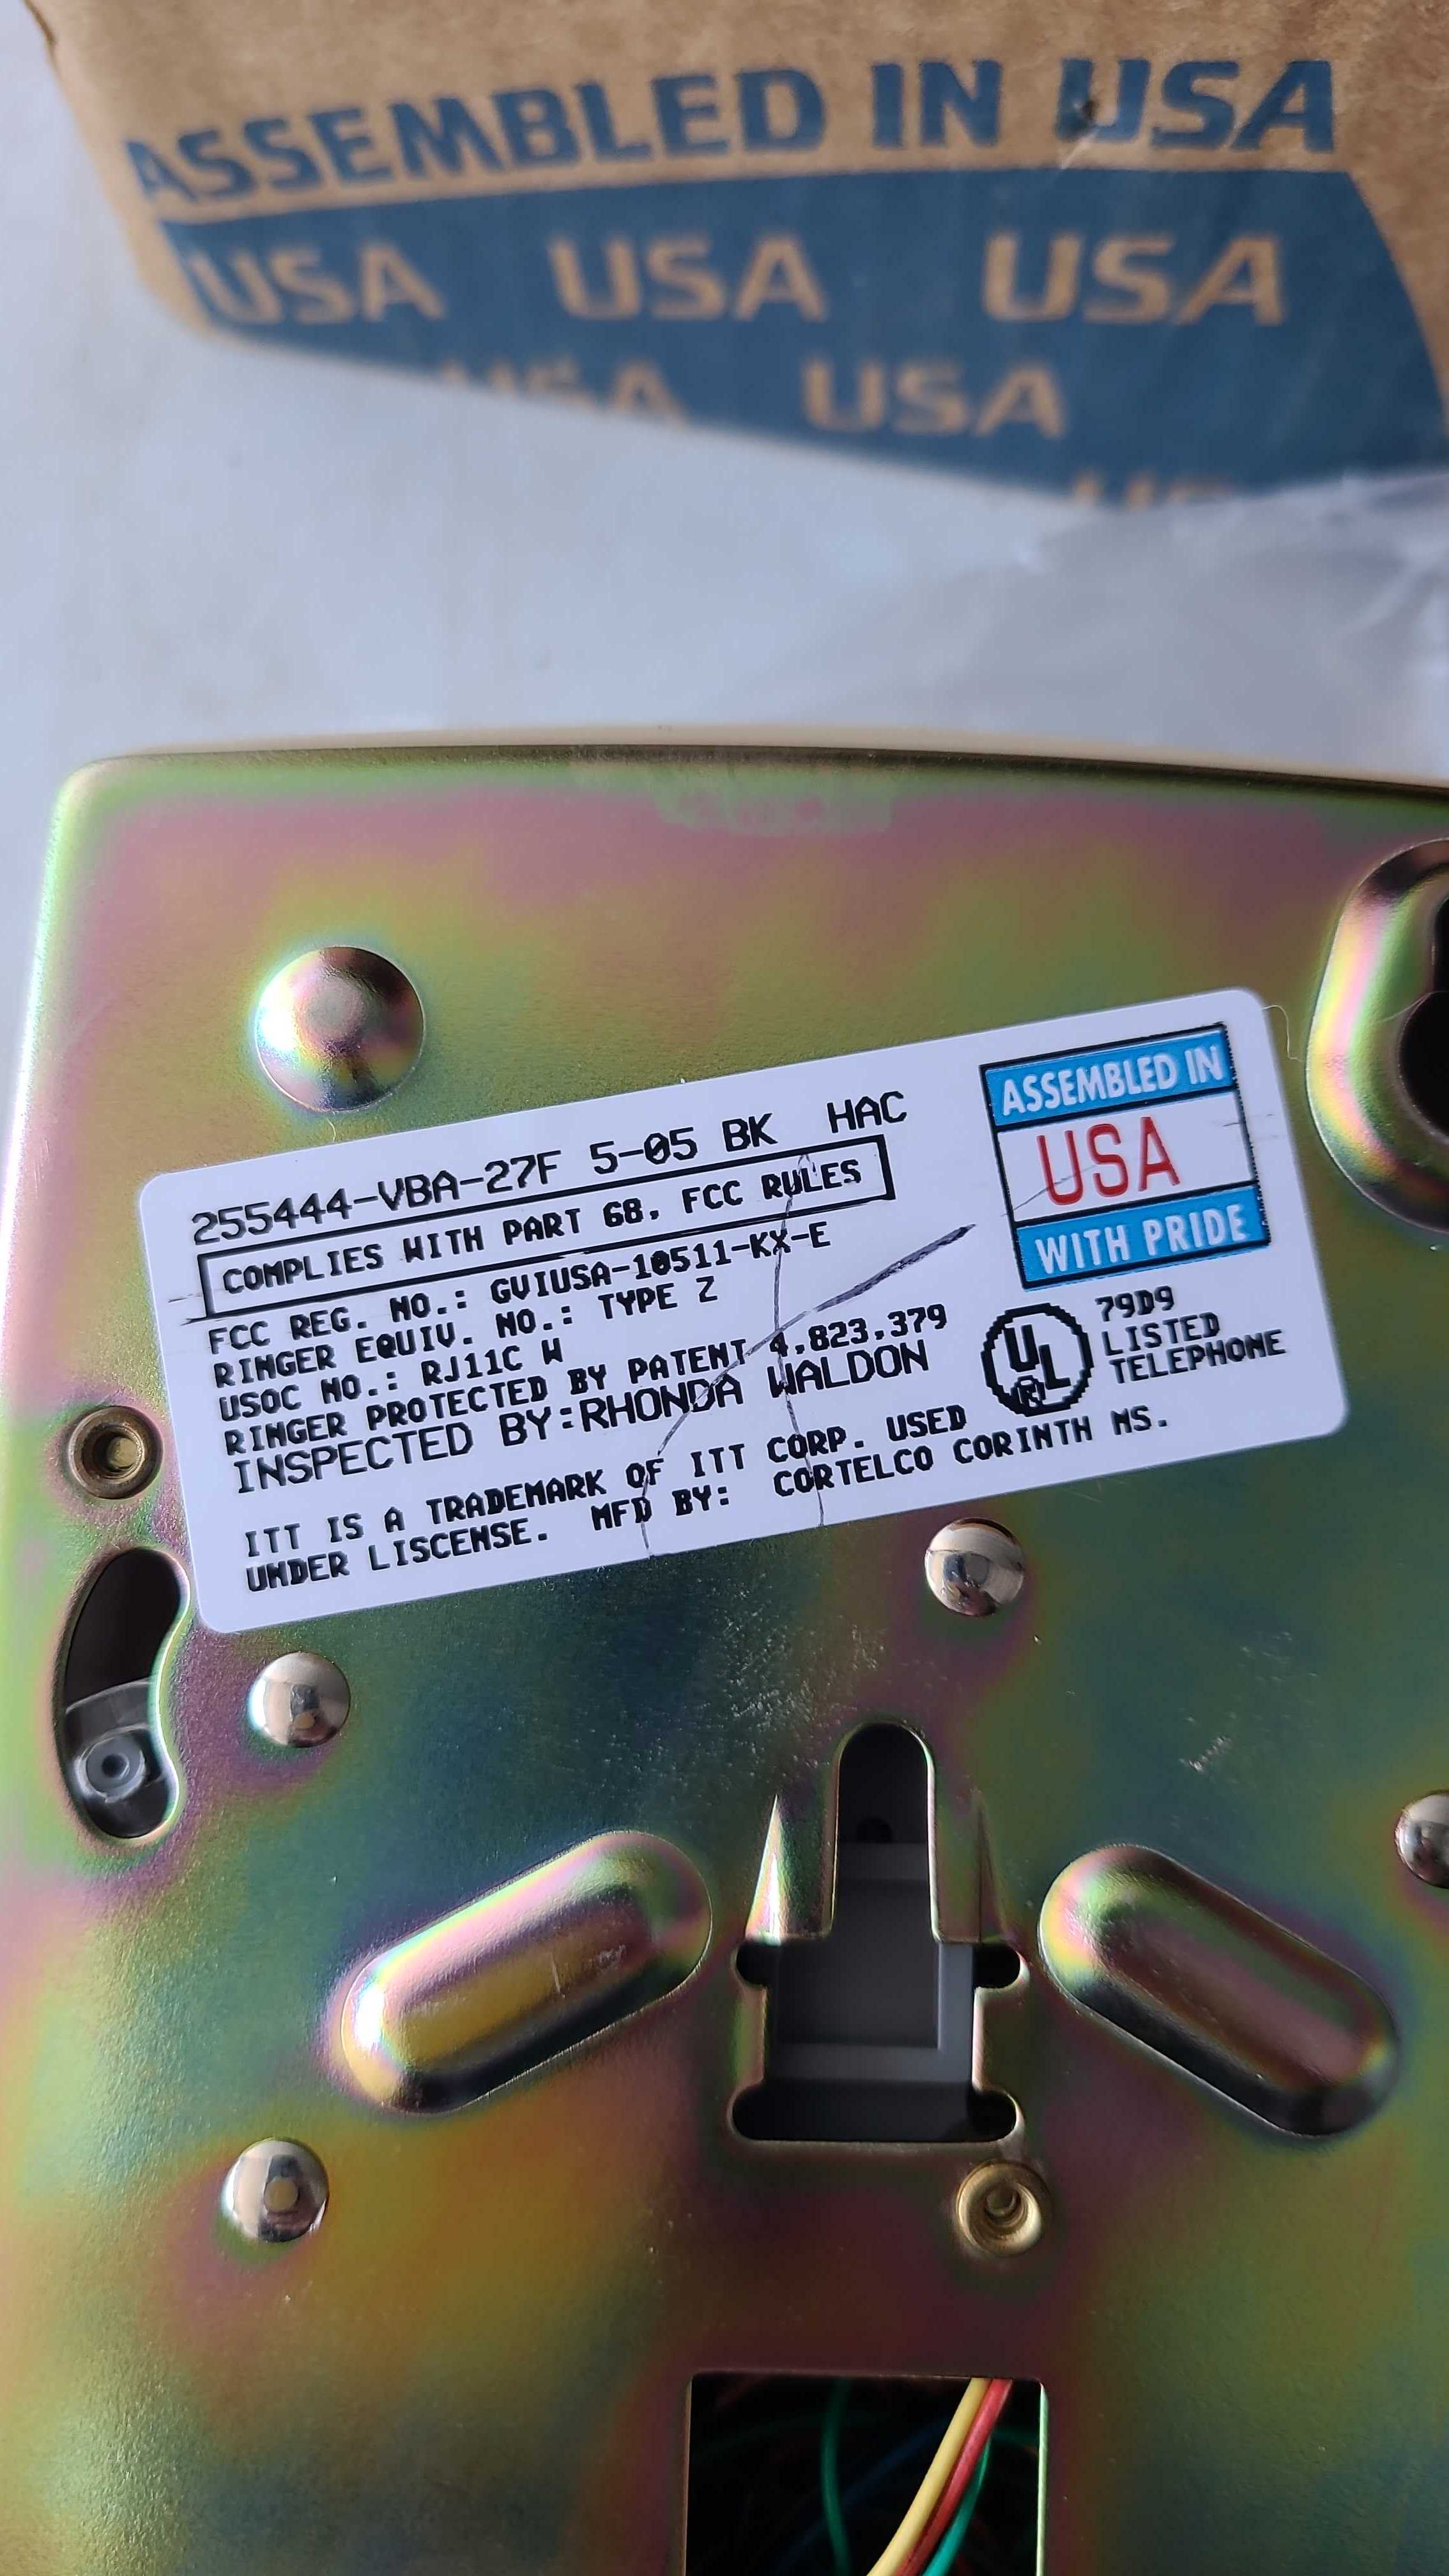 ASSEMBLED IN USA
USA USA USA
USA USA
255444-VBA-27F 5-05 BK HAC
COMPLIES WITH PART 68, FCC RULES
FCC REG. NO.: GVIUSA-10511-KX-E
RINGER EQUIV. NO.: TYPE Z
USOC NO.: RJ11C W
RINGER PROTECTED BY PATENT 4,823,379
INSPECTED BY:RHONDA WALDON
ITT IS A TRADEMARK OF ITT CORP. USED
UNDER LISCENSE. MFD BY: CORTELCO CORINTH MS.
ASSEMBLED IN
USA
WITH PRIDE
UL
®
79D9
LISTED
TELEPHONE